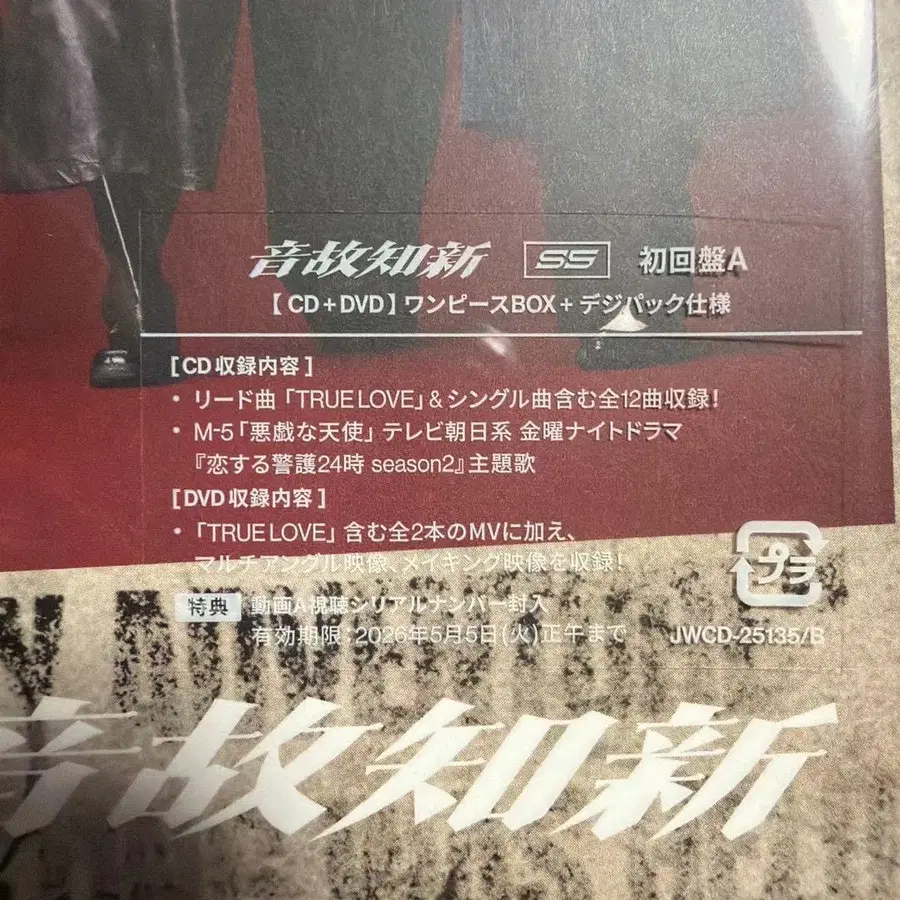 音故知新 SS 初回盤A
【CD+DVD】ワンピースBOX+デジパック仕様
[CD収録内容]
・リード曲「TRUE LOVE」&シングル曲含む全12曲収録!
・M-5「悪戯な天使」テレビ朝日系 金曜ナイトドラマ
『恋する警護24時 season2』主題歌
[DVD収録内容]
・「TRUE LOVE」含む全2本のMVに加え、
マルチアングル映像、メイキング映像を収録!
特典 動画A視聴シリアルナンバー封入
有効期限:2026年5月5日(火)正午まで
プラ
JWCD-25135/B
音故知新